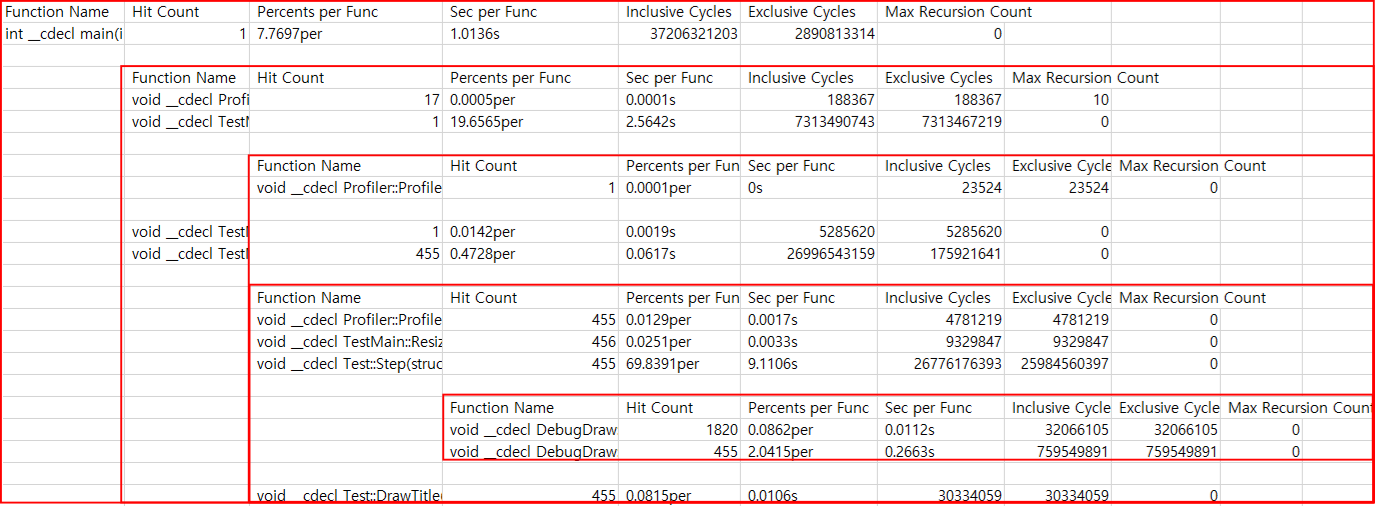 Function Name Hit Count Percents per Func Sec per Func Inclusive Cycles Exclusive Cycles Max Recursion Count
int __cdecl main(i 1 7.7697per 1.0136s 37206321203 2890813314 0
Function Name Hit Count Percents per Func Sec per Func Inclusive Cycles Exclusive Cycles Max Recursion Count
void __cdecl Profi 17 0.0005per 0.0001s 188367 188367 10
void __cdecl TestM 1 19.6565per 2.5642s 7313490743 7313467219 0
Function Name Hit Count Percents per Fun Sec per Func Inclusive Cycles Exclusive Cycle Max Recursion Count
void __cdecl Profiler::Profile 1 0.0001per 0s 23524 23524 0
void __cdecl TestM 1 0.0142per 0.0019s 5285620 5285620 0
void __cdecl TestM 455 0.4728per 0.0617s 26996543159 175921641 0
Function Name Hit Count Percents per Fun Sec per Func Inclusive Cycles Exclusive Cycle Max Recursion Count
void __cdecl Profiler::Profile 455 0.0129per 0.0017s 4781219 4781219 0
void __cdecl TestMain::Resiz 456 0.0251per 0.0033s 9329847 9329847 0
void __cdecl Test::Step(struc 455 69.8391per 9.1106s 26776176393 25984560397 0
Function Name Hit Count Percents per Func Sec per Func Inclusive Cycle Exclusive Cycles Max Recursion Count
void __cdecl DebugDraw 1820 0.0862per 0.0112s 32066105 32066105 0
void __cdecl DebugDraw 455 2.0415per 0.2663s 759549891 759549891 0
void __cdecl Test::DrawTitle( 455 0.0815per 0.0106s 30334059 30334059 0